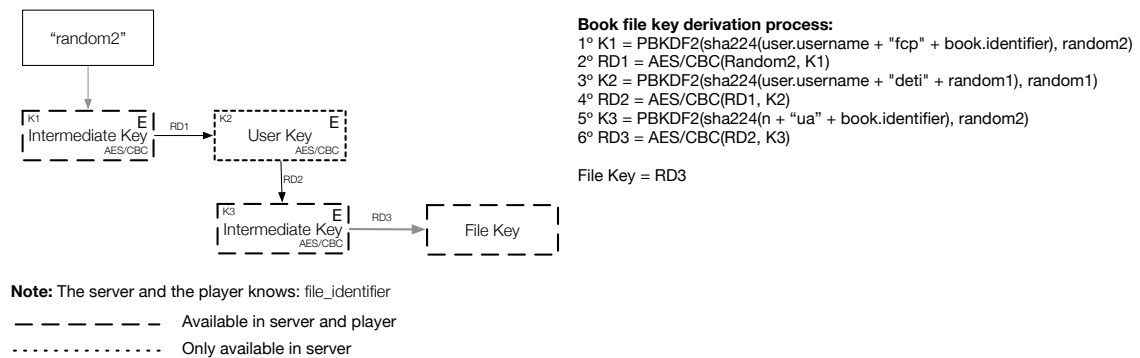 "random2"
K1
E
Intermediate Key
AES/CBC
RD1
K2
E
User Key
AES/CBC
RD2
K3
E
Intermediate Key
AES/CBC
RD3
File Key
Book file key derivation process:
1º K1 = PBKDF2(sha224(user.username + "fcp" + book.identifier), random2)
2º RD1 = AES/CBC(Random2, K1)
3º K2 = PBKDF2(sha224(user.username + "deti" + random1), random1)
4º RD2 = AES/CBC(RD1, K2)
5º K3 = PBKDF2(sha224(n + “ua” + book.identifier), random2)
6º RD3 = AES/CBC(RD2, K3)
File Key = RD3
Note: The server and the player knows: file_identifier
Available in server and player
Only available in server